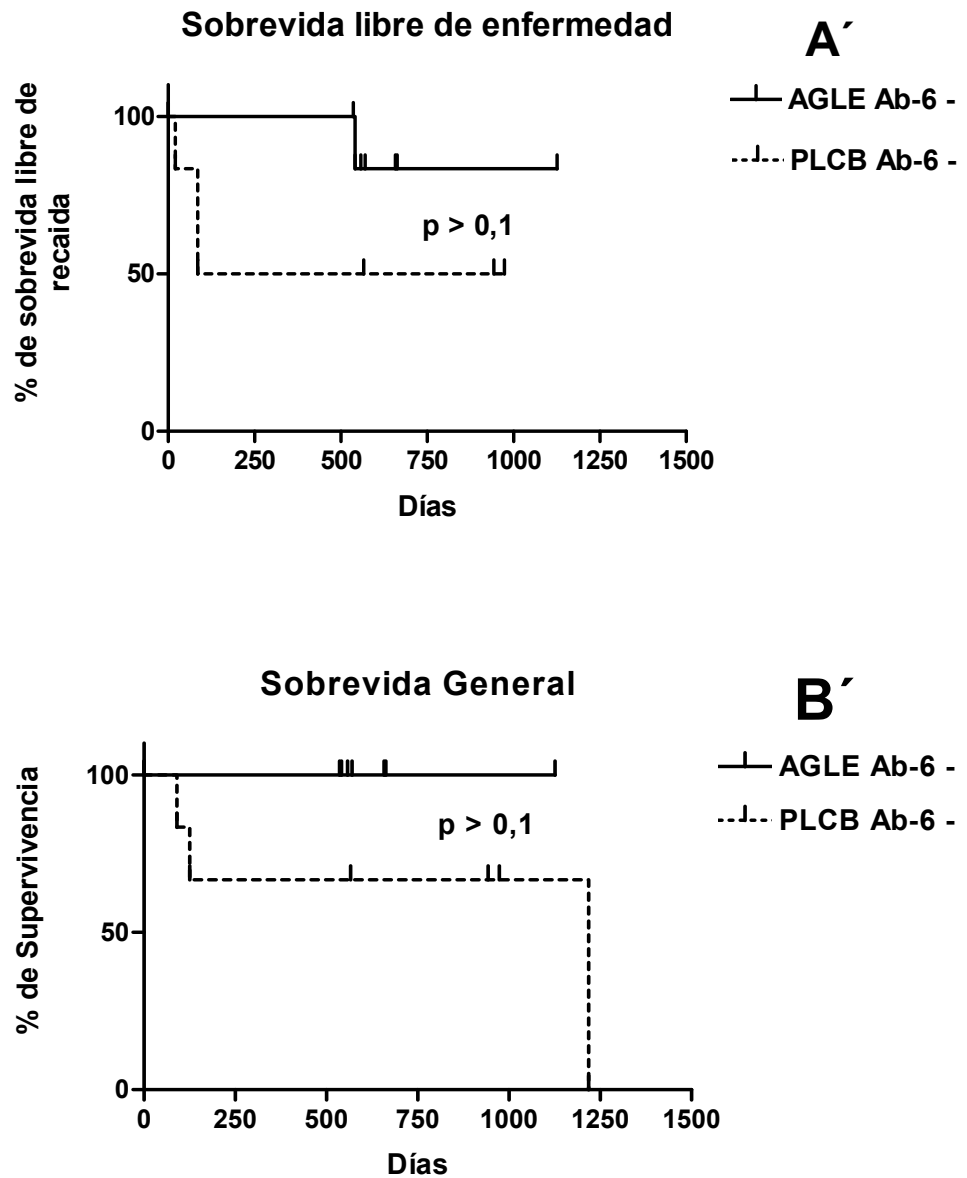 Sobrevida libre de enfermedad
A´
AGLE Ab-6 -
PLCB Ab-6 -
% de sobrevida libre de
recaida
100
50
0
p > 0,1
0 250 500 750 1000 1250 1500
Días
Sobrevida General
B´
AGLE Ab-6 -
PLCB Ab-6 -
% de Supervivencia
100
50
0
p > 0,1
0 250 500 750 1000 1250 1500
Días